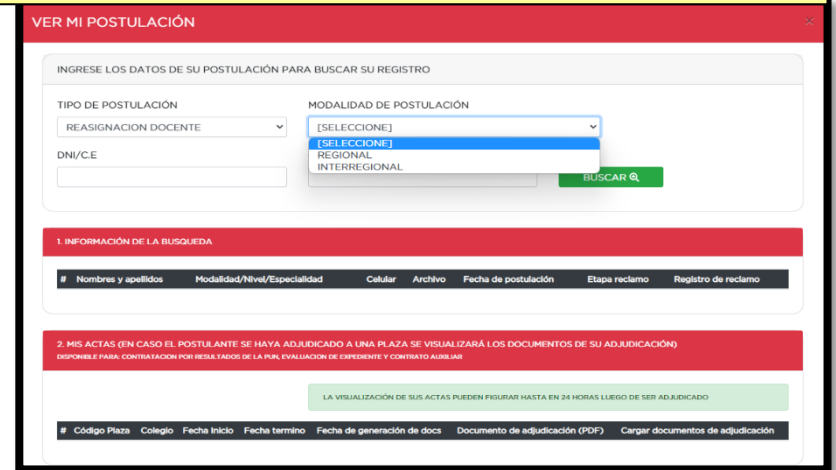 VER MI POSTULACIÓN
×
INGRESE LOS DATOS DE SU POSTULACIÓN PARA BUSCAR SU REGISTRO
TIPO DE POSTULACIÓN MODALIDAD DE POSTULACIÓN
REASIGNACION DOCENTE [SELECCIONE]
[SELECCIONE]
DNI/C.E REGIONAL
INTERREGIONAL
BUSCAR
1. INFORMACIÓN DE LA BUSQUEDA
# Nombres y apellidos Modalidad/Nivel/Especialidad Celular Archivo Fecha de postulación Etapa reclamo Registro de reclamo
2. MIS ACTAS (EN CASO EL POSTULANTE SE HAYA ADJUDICADO A UNA PLAZA SE VISUALIZARÁ LOS DOCUMENTOS DE SU ADJUDICACIÓN)
DISPONIBLE PARA: CONTRATACION POR RESULTADOS DE LA PUN, EVALUACION DE EXPEDIENTE Y CONTRATO AUXILIAR
LA VISUALIZACIÓN DE SUS ACTAS PUEDEN FIGURAR HASTA EN 24 HORAS LUEGO DE SER ADJUDICADO
# Código Plaza Colegio Fecha Inicio Fecha termino Fecha de generación de docs Documento de adjudicación (PDF) Cargar documentos de adjudicación